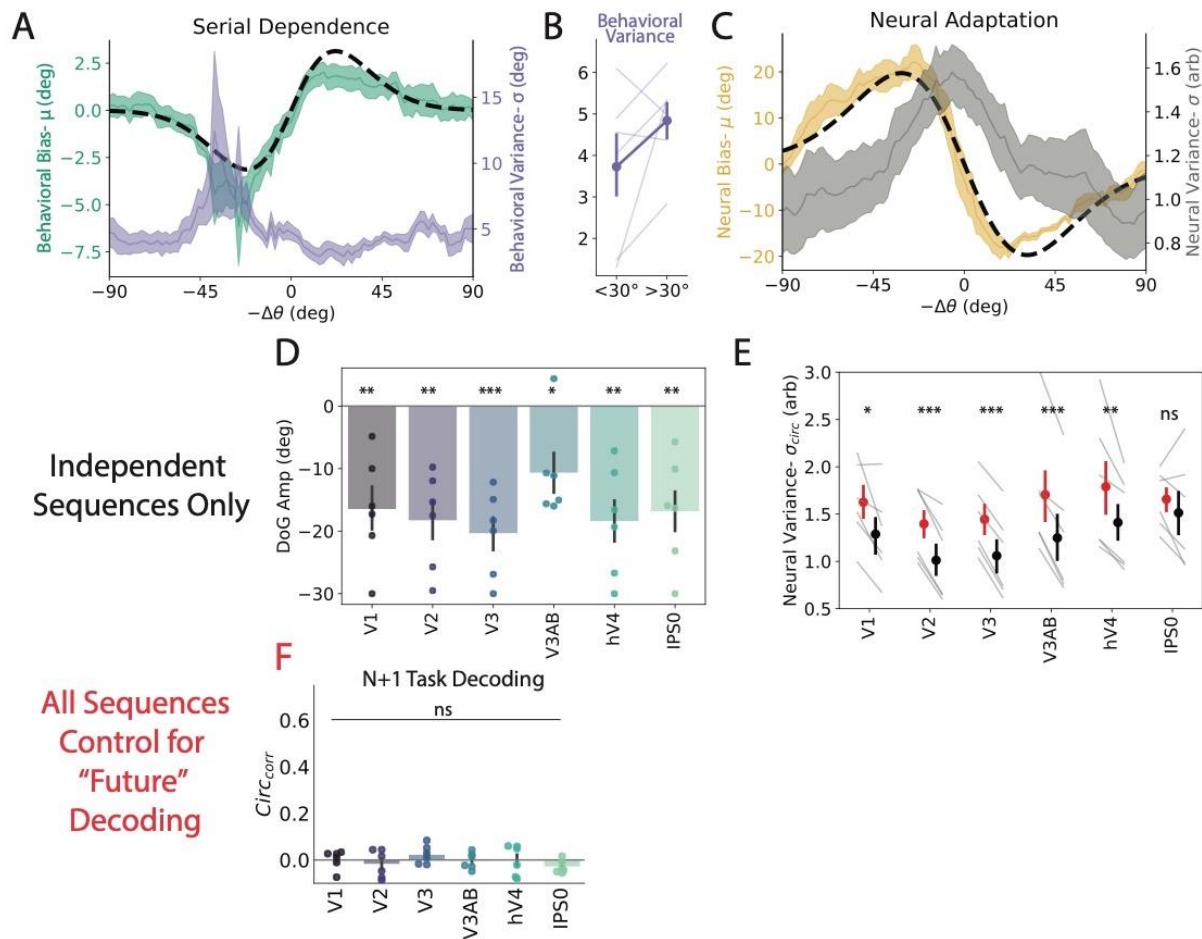 A
Serial Dependence
Behavioral Bias- μ (deg)
2.5
0.0
−2.5
−5.0
−7.5
15
10
5
Behavioral Variance- σ (deg)
−90
−45
0
45
90
−Δθ (deg)
B
Behavioral
Variance
6
5
4
3
2
<30° >30°
C
Neural Adaptation
Neural Bias- μ (deg)
20
10
0
−10
−20
1.6
1.4
1.2
1.0
0.8
Neural Variance- σ (arb)
−90
−45
0
45
90
−Δθ (deg)
Independent
Sequences Only
D
DoG Amp (deg)
0
−10
−20
−30
** ** *** * ** **
V1
V2
V3
V3AB
hV4
IPS0
E
Neural Variance- σcirc (arb)
3.0
2.5
2.0
1.5
1.0
0.5
* *** *** *** ** ns
V1
V2
V3
V3AB
hV4
IPS0
All Sequences
Control for
“Future”
Decoding
F
N+1 Task Decoding
ns
Circcorr
0.6
0.4
0.2
0.0
V1
V2
V3
V3AB
hV4
IPS0